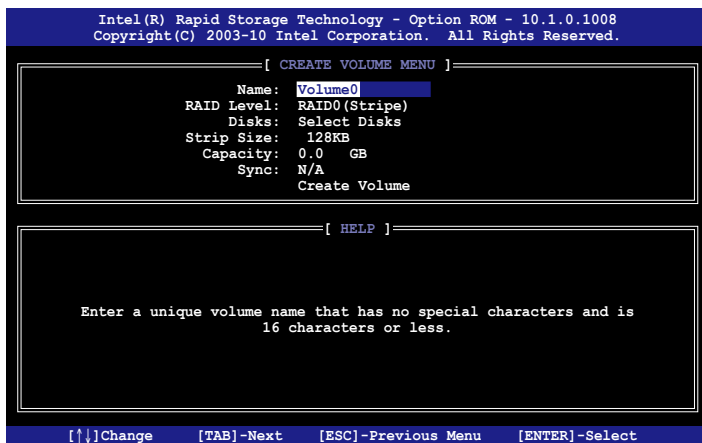 Intel(R) Rapid Storage Technology - Option ROM - 10.1.0.1008
Copyright(C) 2003-10 Intel Corporation. All Rights Reserved.
[ CREATE VOLUME MENU ]
Name: Volume0
RAID Level: RAID0(Stripe)
Disks: Select Disks
Strip Size: 128KB
Capacity: 0.0 GB
Sync: N/A
Create Volume
[ HELP ]
Enter a unique volume name that has no special characters and is
16 characters or less.
[↑↓]Change [TAB]-Next [ESC]-Previous Menu [ENTER]-Select